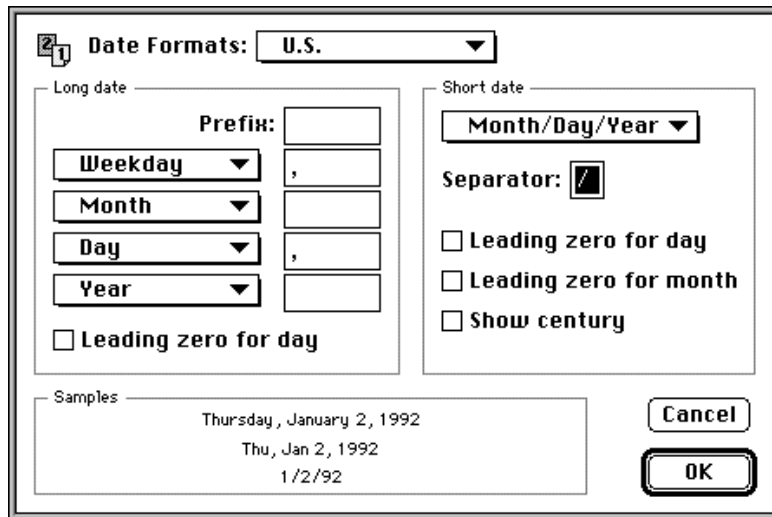 2 1 Date Formats: U.S.
Long date
Prefix:
Weekday ,
Month
Day ,
Year
Leading zero for day
Short date
Month/Day/Year
Separator: /
Leading zero for day
Leading zero for month
Show century
Samples
Thursday, January 2, 1992
Thu, Jan 2, 1992
1/2/92
Cancel
OK